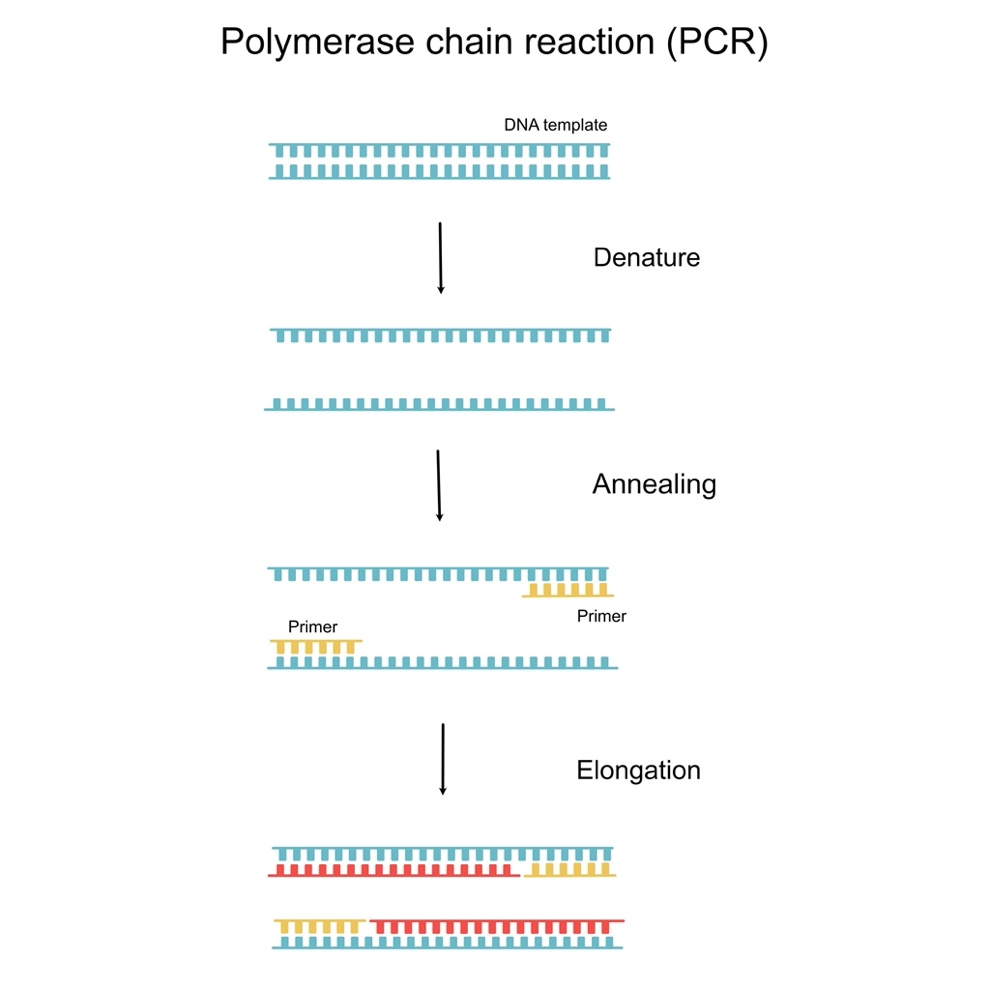 Polymerase chain reaction (PCR)
DNA template
Denature
Annealing
Primer
Primer
Elongation